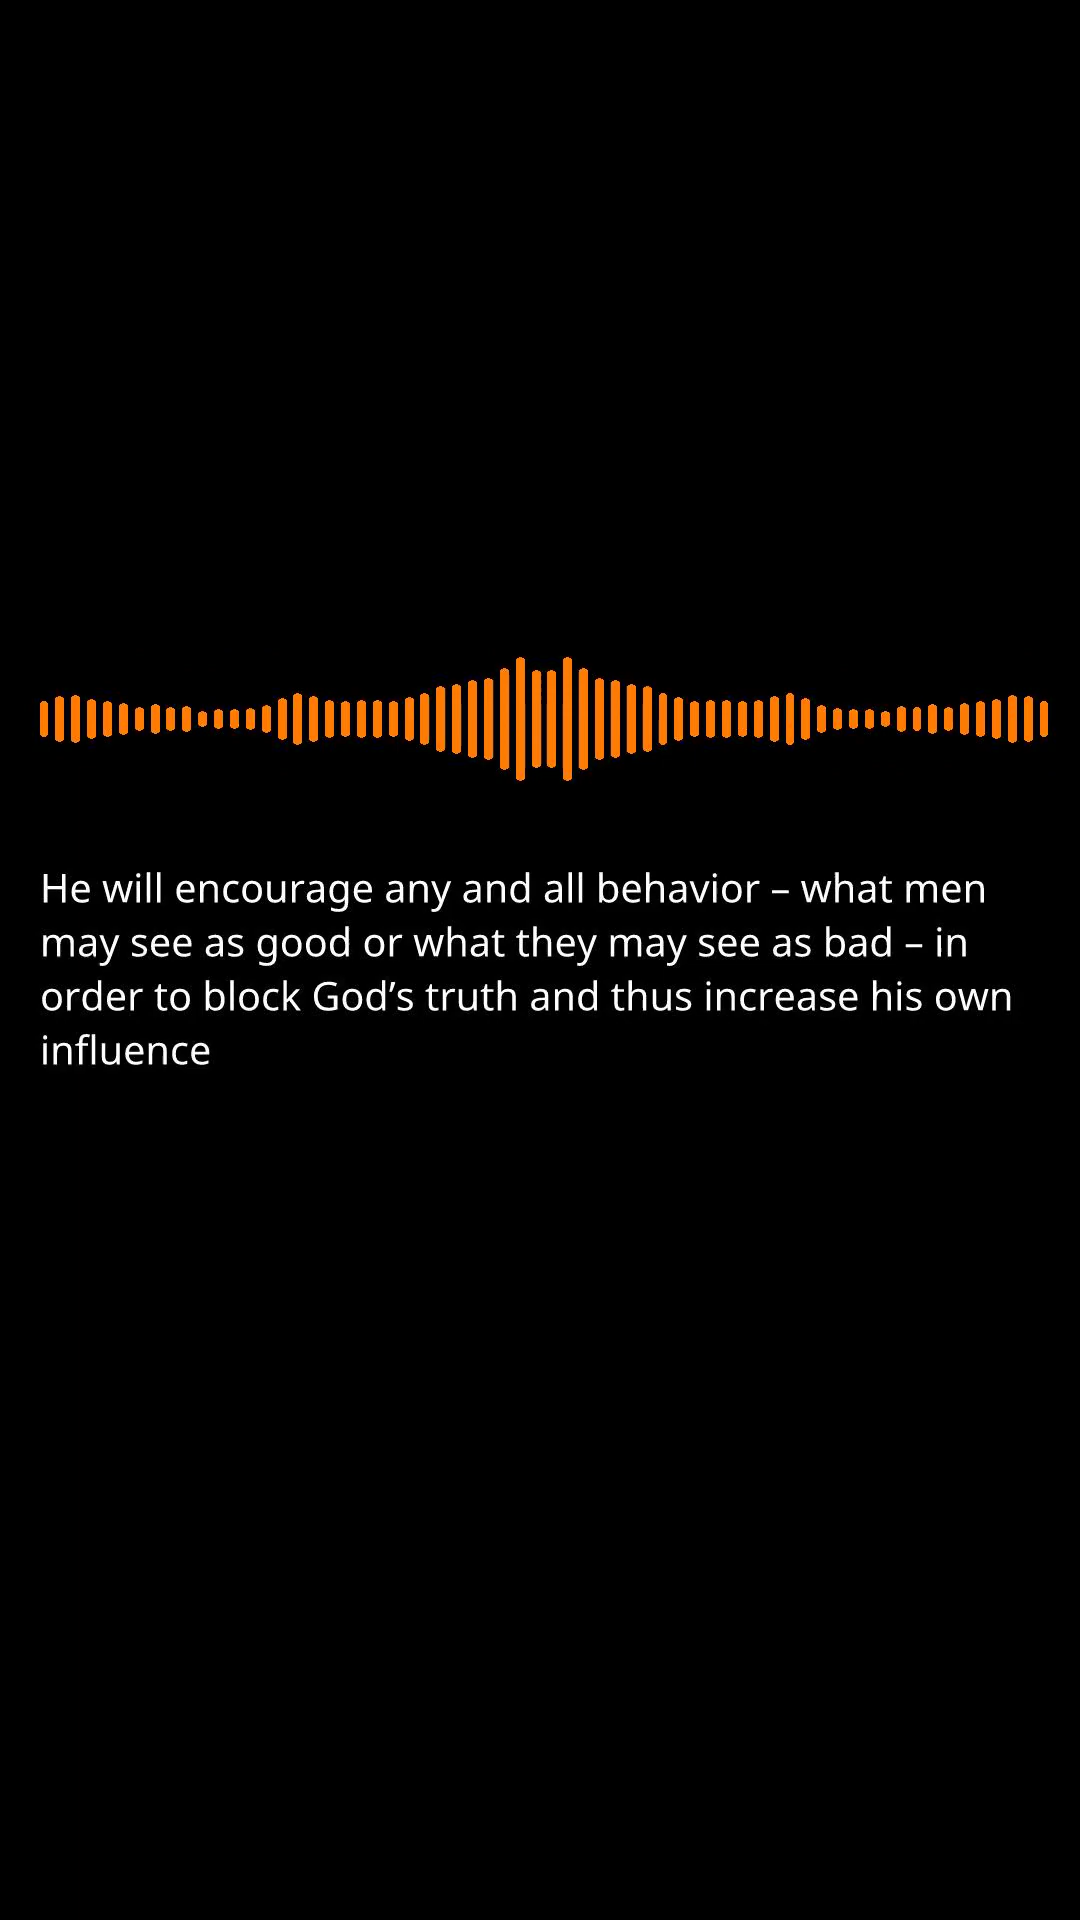 He will encourage any and all behavior – what men
may see as good or what they may see as bad – in
order to block God’s truth and thus increase his own
influence